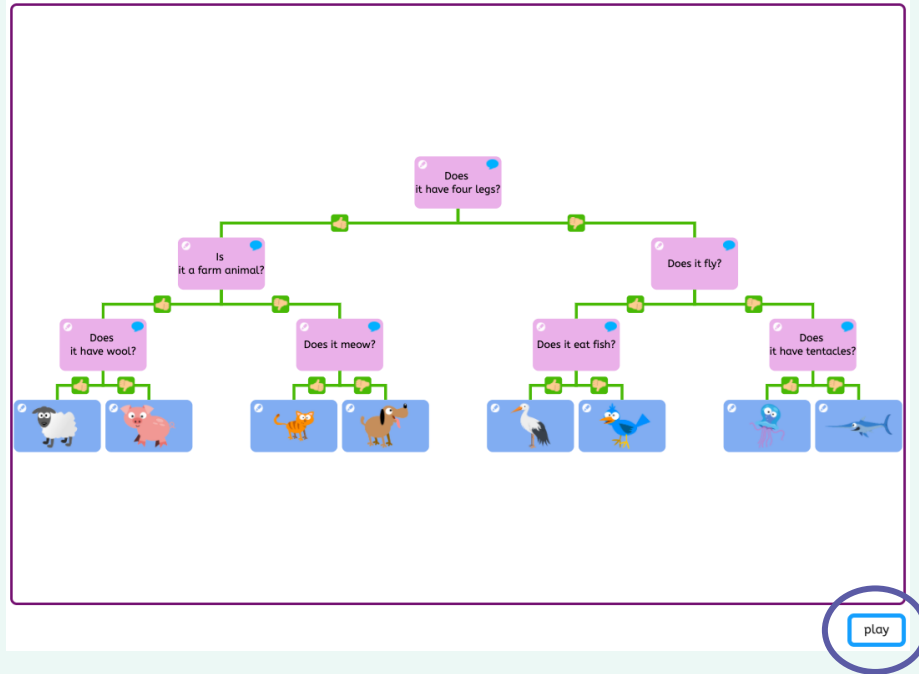 Does
it have four legs?
Is
it a farm animal?
Does it fly?
Does
it have wool?
Does it meow?
Does it eat fish?
Does
it have tentacles?
play